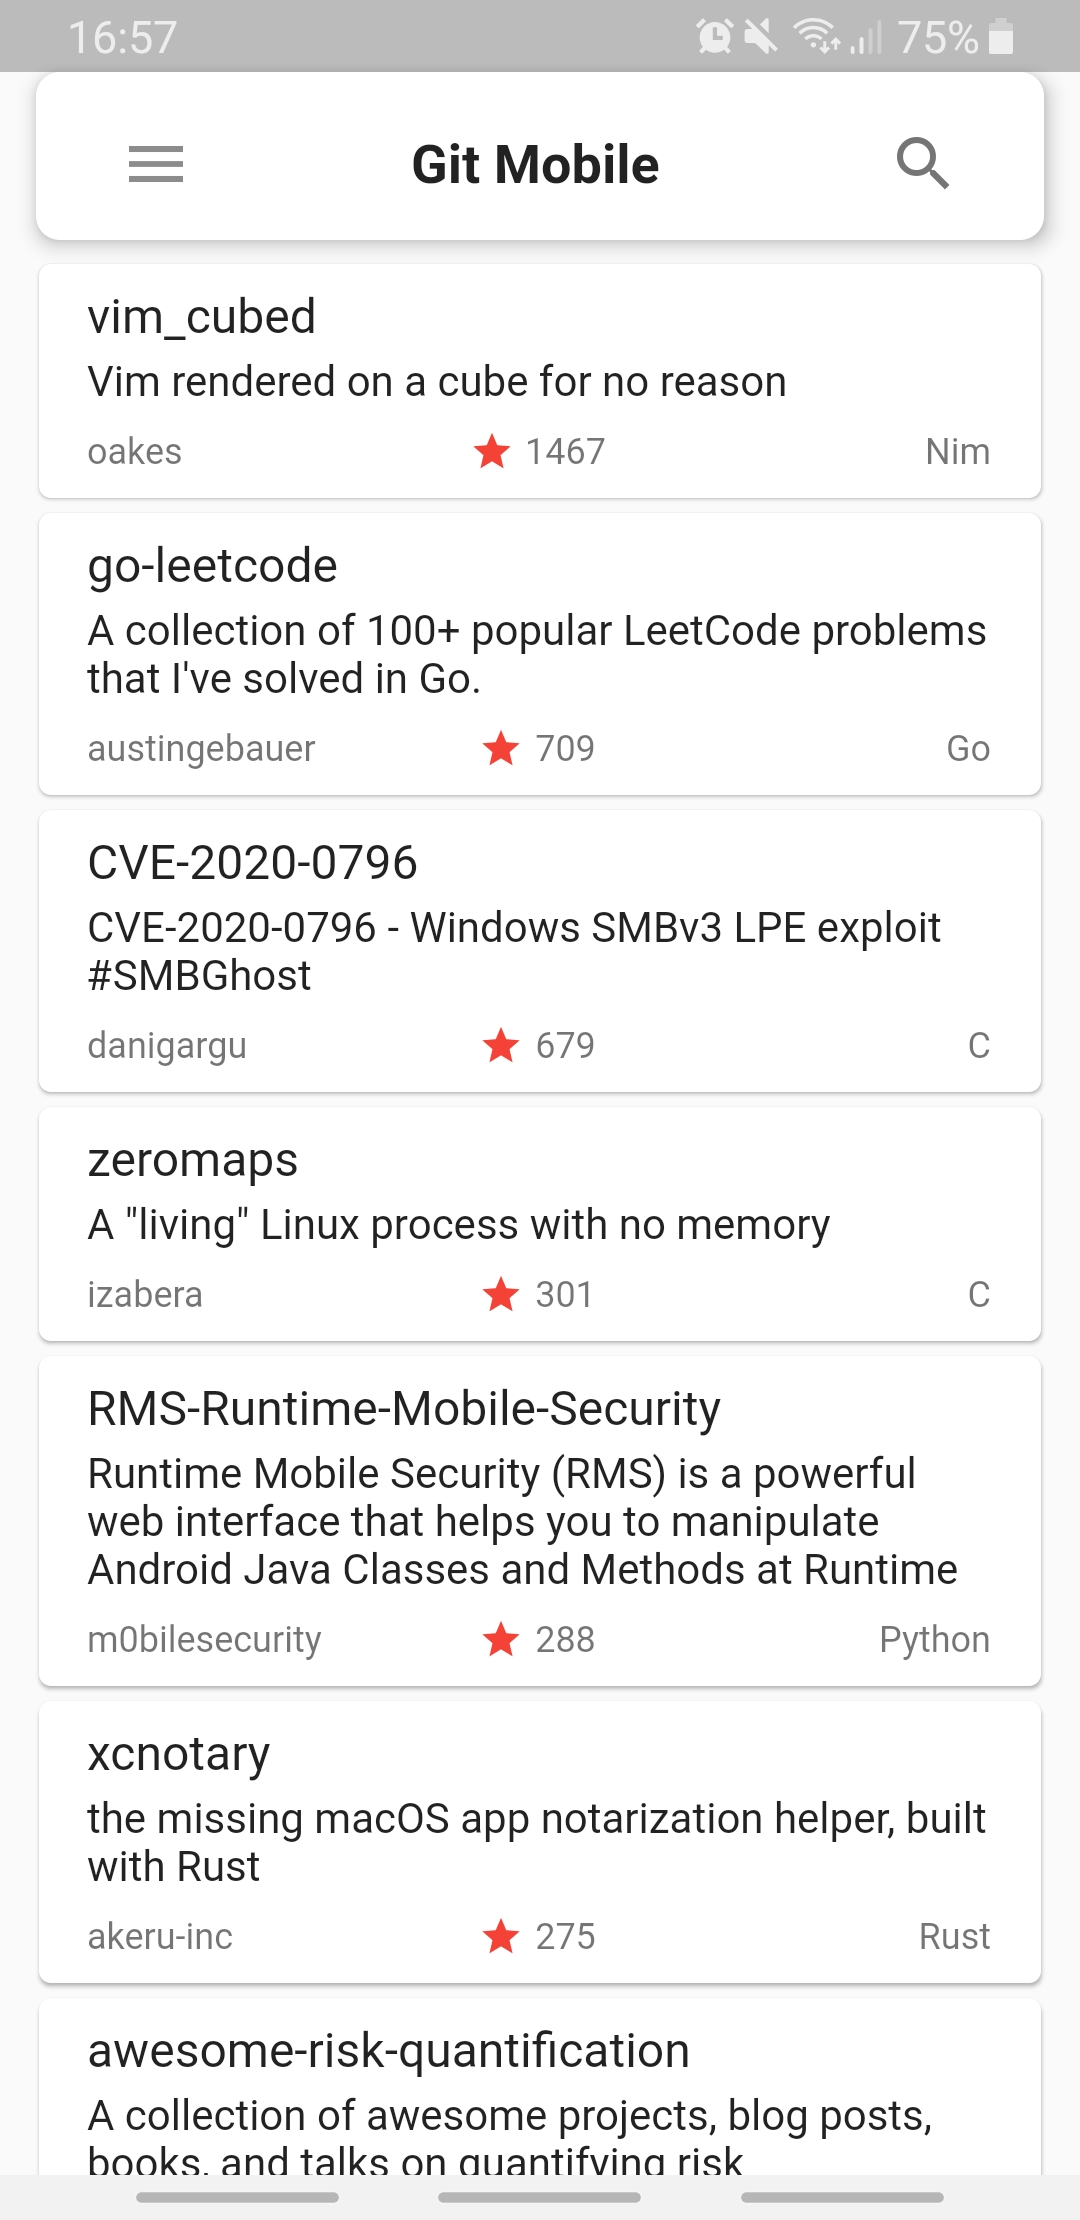 16:57
75%
Git Mobile
vim_cubed
Vim rendered on a cube for no reason
oakes
1467
Nim
go-leetcode
A collection of 100+ popular LeetCode problems
that I've solved in Go.
austingebauer
709
Go
CVE-2020-0796
CVE-2020-0796 - Windows SMBv3 LPE exploit
#SMBGhost
danigargu
679
C
zeromaps
A "living" Linux process with no memory
izabera
301
C
RMS-Runtime-Mobile-Security
Runtime Mobile Security (RMS) is a powerful
web interface that helps you to manipulate
Android Java Classes and Methods at Runtime
m0bilesecurity
288
Python
xcnotary
the missing macOS app notarization helper, built
with Rust
akeru-inc
275
Rust
awesome-risk-quantification
A collection of awesome projects, blog posts,
books, and talks on quantifying risk